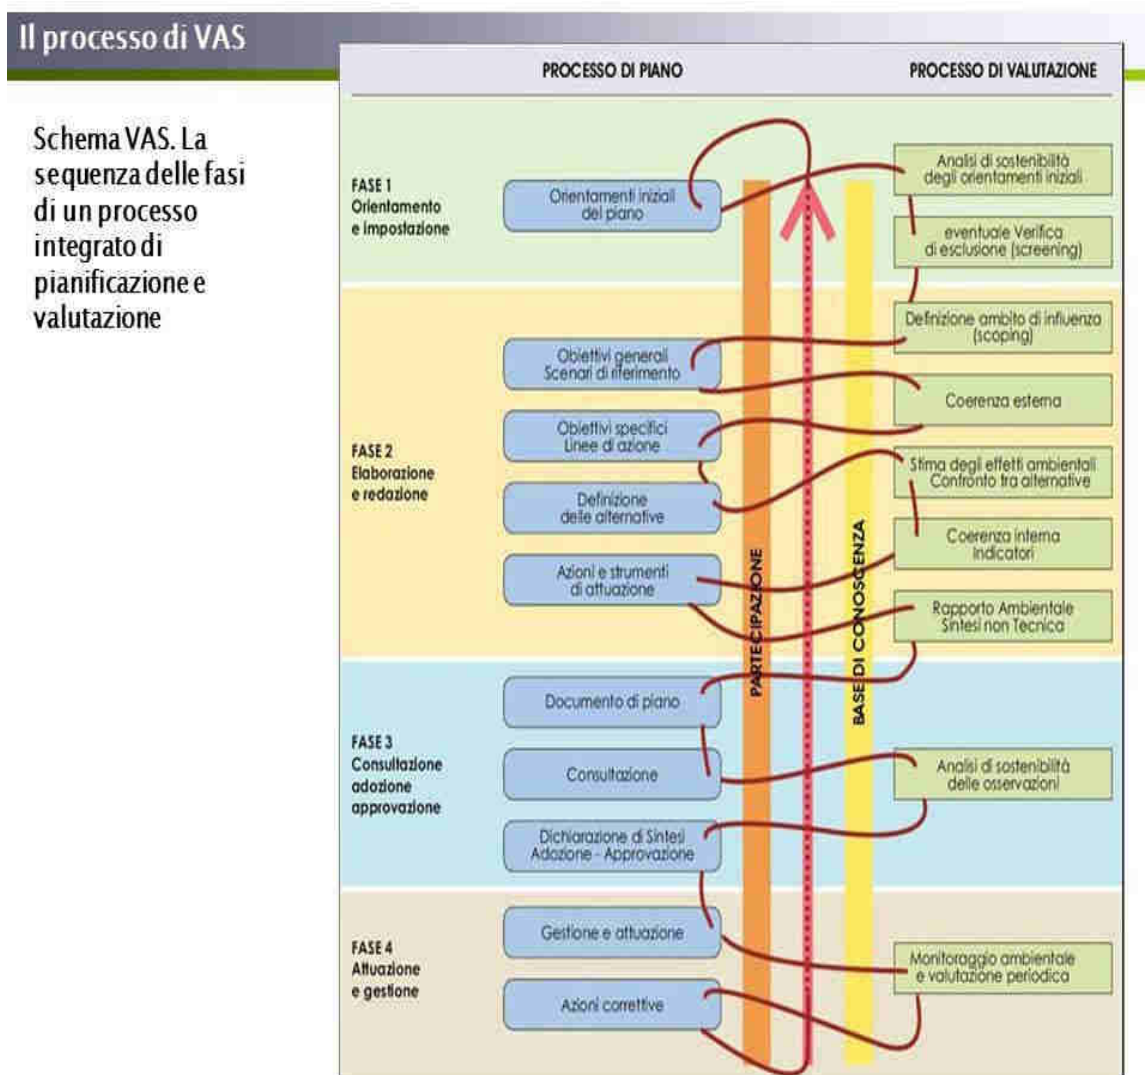 Il processo di VAS
Schema VAS. La
sequenza delle fasi
di un processo
integrato di
pianificazione e
valutazione
PROCESSO DI PIANO
PROCESSO DI VALUTAZIONE
FASE 1
Orientamento
e impostazione
Orientamenti iniziali
del piano
Analisi di sostenibilità
degli orientamenti iniziali
eventuale Verifica
di esclusione (screening)
FASE 2
Elaborazione
e redazione
Obiettivi generali
Scenari di riferimento
Obiettivi specifici
Linee di azione
Definizione
delle alternative
Azioni e strumenti
di attuazione
Definizione ambito di influenza
(scoping)
Coerenza esterna
Stima degli effetti ambientali
Confronto tra alternative
Coerenza interna
Indicatori
Rapporto Ambientale
Sintesi non Tecnica
PARTECIPAZIONE
BASE DI CONOSCENZA
FASE 3
Consultazione
adozione
approvazione
Documento di piano
Consultazione
Dichiarazione di Sintesi
Adozione - Approvazione
Analisi di sostenibilità
delle osservazioni
FASE 4
Attuazione
e gestione
Gestione e attuazione
Azioni correttive
Monitoraggio ambientale
e valutazione periodica